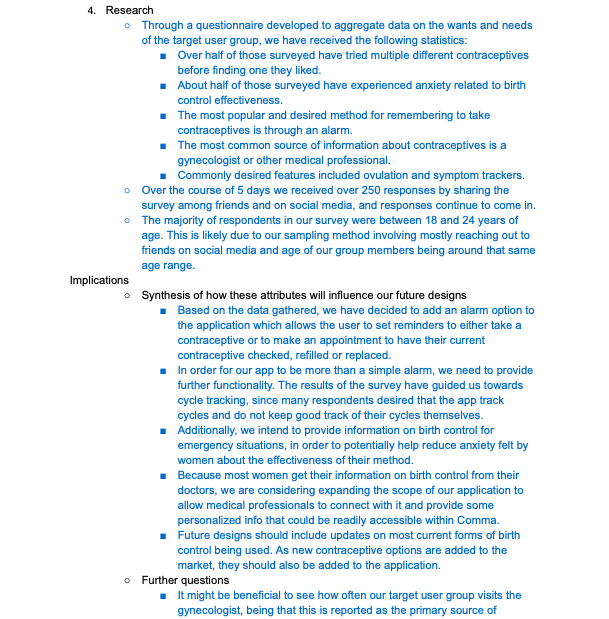 4. Research
○ Through a questionnaire developed to aggregate data on the wants and needs
of the target user group, we have received the following statistics:
■ Over half of those surveyed have tried multiple different contraceptives
before finding one they liked.
■ About half of those surveyed have experienced anxiety related to birth
control effectiveness.
■ The most popular and desired method for remembering to take
contraceptives is through an alarm.
■ The most common source of information about contraceptives is a
gynecologist or other medical professional.
■ Commonly desired features included ovulation and symptom trackers.
○ Over the course of 5 days we received over 250 responses by sharing the
survey among friends and on social media, and responses continue to come in.
○ The majority of respondents in our survey were between 18 and 24 years of
age. This is likely due to our sampling method involving mostly reaching out to
friends on social media and age of our group members being around that same
age range.
Implications
○ Synthesis of how these attributes will influence our future designs
■ Based on the data gathered, we have decided to add an alarm option to
the application which allows the user to set reminders to either take a
contraceptive or to make an appointment to have their current
contraceptive checked, refilled or replaced.
■ In order for our app to be more than a simple alarm, we need to provide
further functionality. The results of the survey have guided us towards
cycle tracking, since many respondents desired that the app track
cycles and do not keep good track of their cycles themselves.
■ Additionally, we intend to provide information on birth control for
emergency situations, in order to potentially help reduce anxiety felt by
women about the effectiveness of their method.
■ Because most women get their information on birth control from their
doctors, we are considering expanding the scope of our application to
allow medical professionals to connect with it and provide some
personalized info that could be readily accessible within Comma.
■ Future designs should include updates on most current forms of birth
control being used. As new contraceptive options are added to the
market, they should also be added to the application.
○ Further questions
■ It might be beneficial to see how often our target user group visits the
gynecologist, being that this is reported as the primary source of